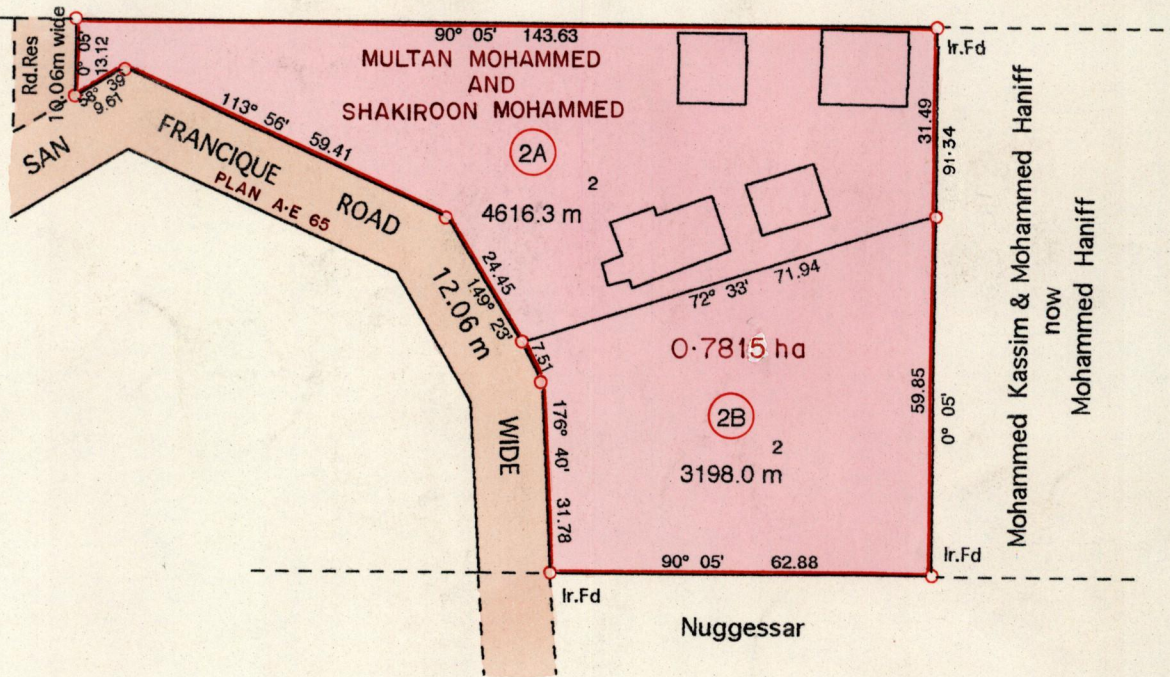 Rd.Res
10.06m wide
0° 05'
13.12
58° 39'
9.61
90° 05' 143.63
Ir.Fd
MULTAN MOHAMMED
AND
SHAKIROON MOHAMMED
2A
4616.3 m2
113° 56' 59.41
SAN FRANCIQUE ROAD
PLAN A·E 65
12.06 m
WIDE
24.45
149° 23'
7.51
72° 33' 71.94
31.49
91·34
0·7815 ha
2B
3198.0 m2
59.85
0° 05'
Mohammed Kassim & Mohammed Haniff
now
Mohammed Haniff
176° 40' 31.78
90° 05' 62.88
Ir.Fd
Ir.Fd
Nuggessar